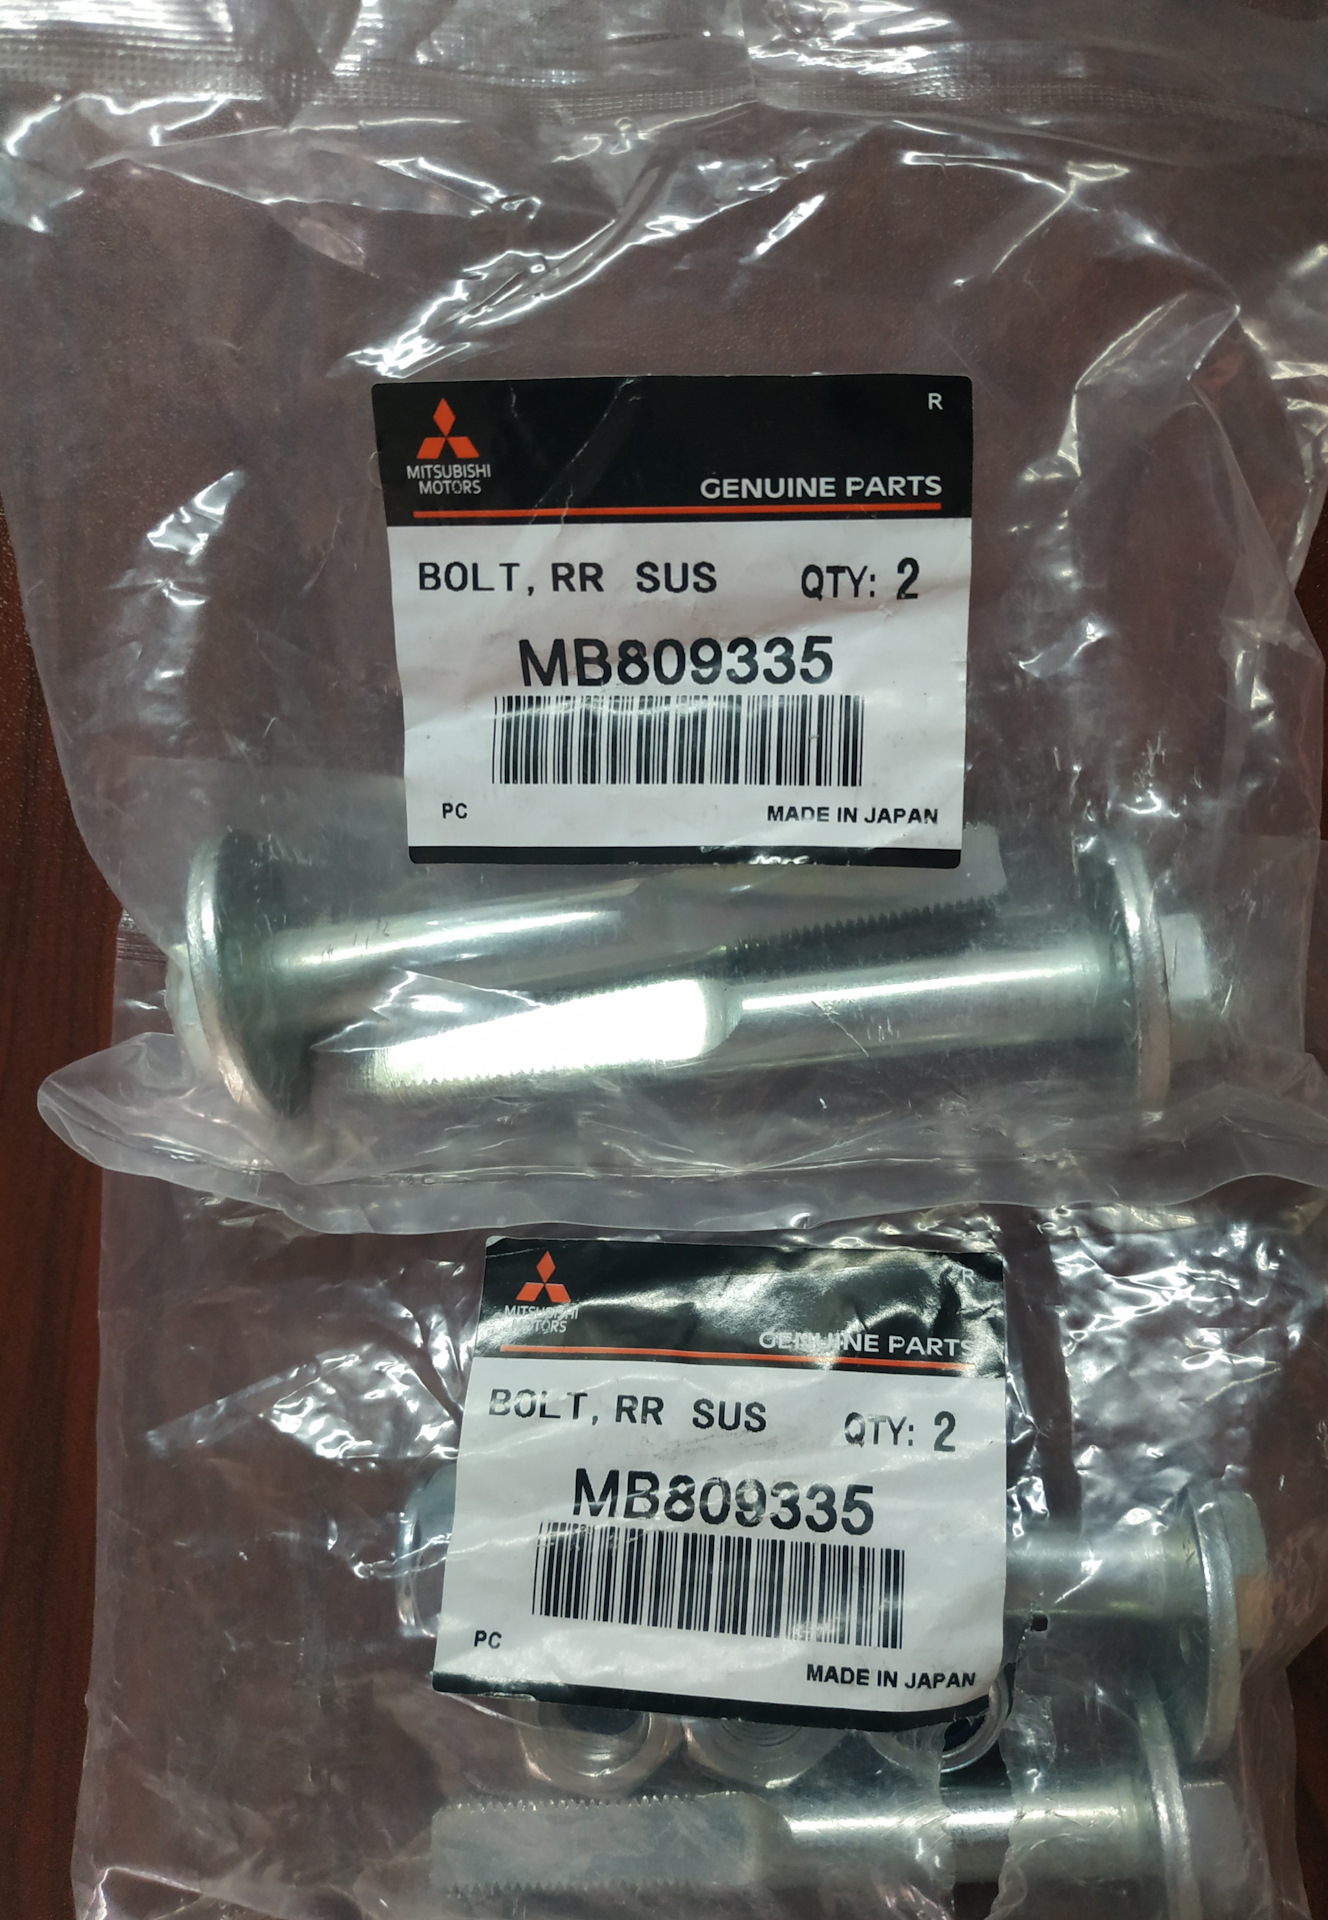 R
MITSUBISHI
MOTORS
GENUINE PARTS
BOLT, RR SUS QTY: 2
MB809335
PC MADE IN JAPAN
R
MITSUBISHI
MOTORS
GENUINE PARTS
BOLT, RR SUS QTY: 2
MB809335
PC MADE IN JAPAN